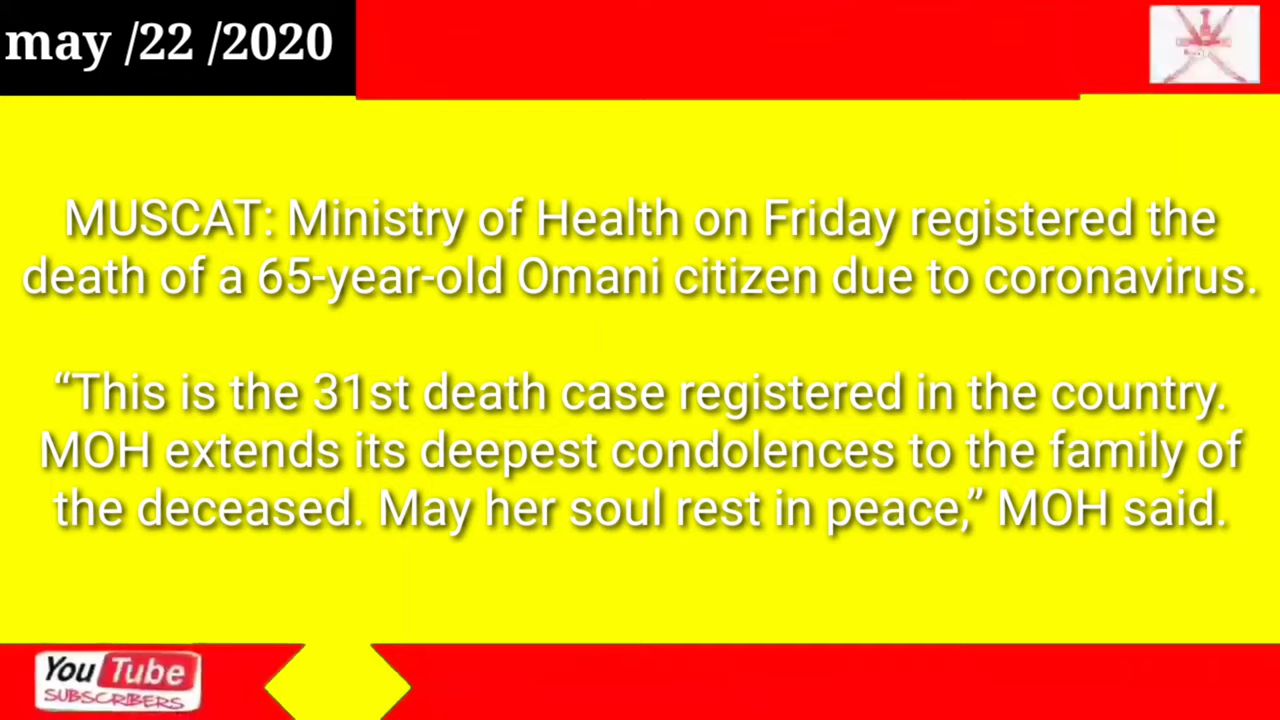 may /22 /2020
MUSCAT: Ministry of Health on Friday registered the
death of a 65-year-old Omani citizen due to coronavirus.
“This is the 31st death case registered in the country.
MOH extends its deepest condolences to the family of
the deceased. May her soul rest in peace,” MOH said.
You Tube
SUBSCRIBERS